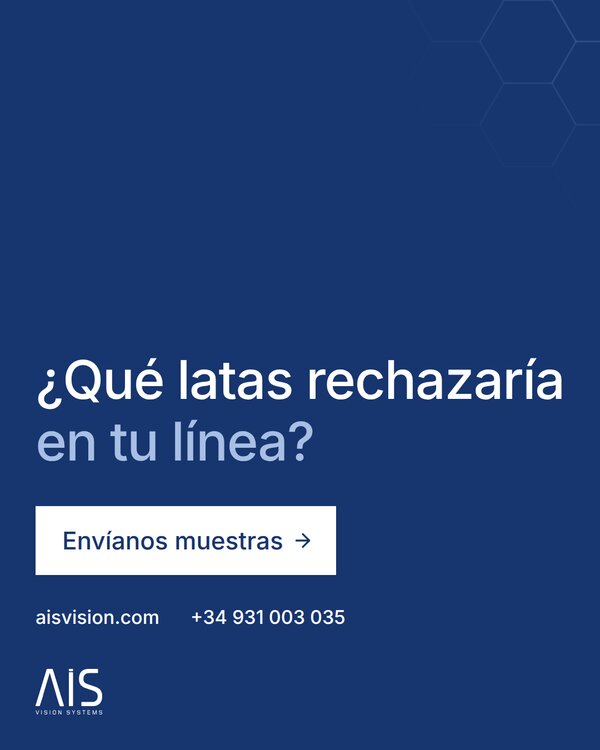 ¿Qué latas rechazaría
en tu línea?
Envíanos muestras →
aisvision.com +34 931 003 035
AIS
VISION SYSTEMS